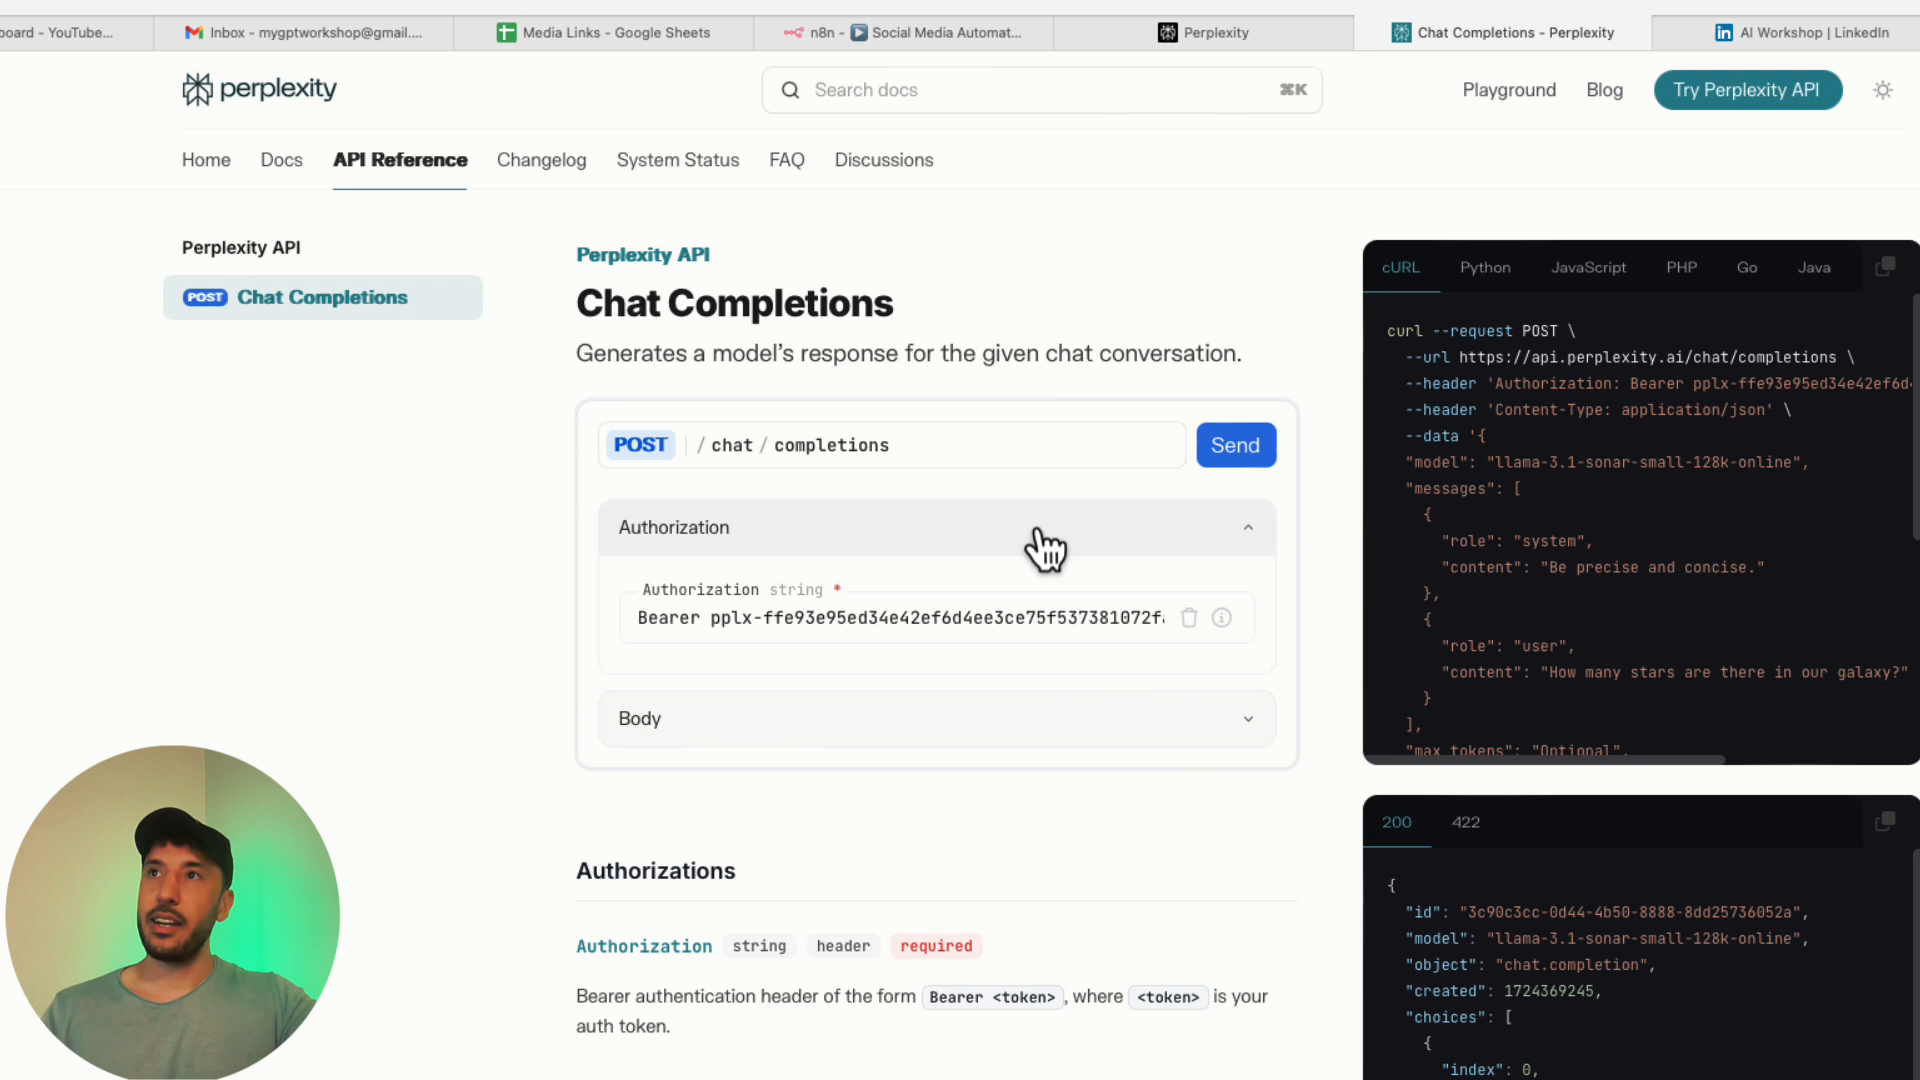 board - YouTube...
Inbox - mygptworkshop@gmail....
Media Links - Google Sheets
n8n - ▶ Social Media Automat...
Perplexity
Chat Completions - Perplexity
AI Workshop | LinkedIn
perplexity
Search docs
⌘K
Playground
Blog
Try Perplexity API
Home
Docs
API Reference
Changelog
System Status
FAQ
Discussions
Perplexity API
POST Chat Completions
Perplexity API
Chat Completions
Generates a model's response for the given chat conversation.
POST / chat / completions
Send
Authorization
Authorization string *
Bearer pplx-ffe93e95ed34e42ef6d4ee3ce75f537381072f
Body
Authorizations
Authorization string header required
Bearer authentication header of the form Bearer <token>, where <token> is your
auth token.
cURL
Python
JavaScript
PHP
Go
Java
curl --request POST \
--url https://api.perplexity.ai/chat/completions \
--header 'Authorization: Bearer pplx-ffe93e95ed34e42ef6d
--header 'Content-Type: application/json' \
--data '{
"model": "llama-3.1-sonar-small-128k-online",
"messages": [
{
"role": "system",
"content": "Be precise and concise."
},
{
"role": "user",
"content": "How many stars are there in our galaxy?"
}
],
"max_tokens": "Optional",
200
422
{
"id": "3c90c3cc-0d44-4b50-8888-8dd25736052a",
"model": "llama-3.1-sonar-small-128k-online",
"object": "chat.completion",
"created": 1724369245,
"choices": [
{
"index": 0,